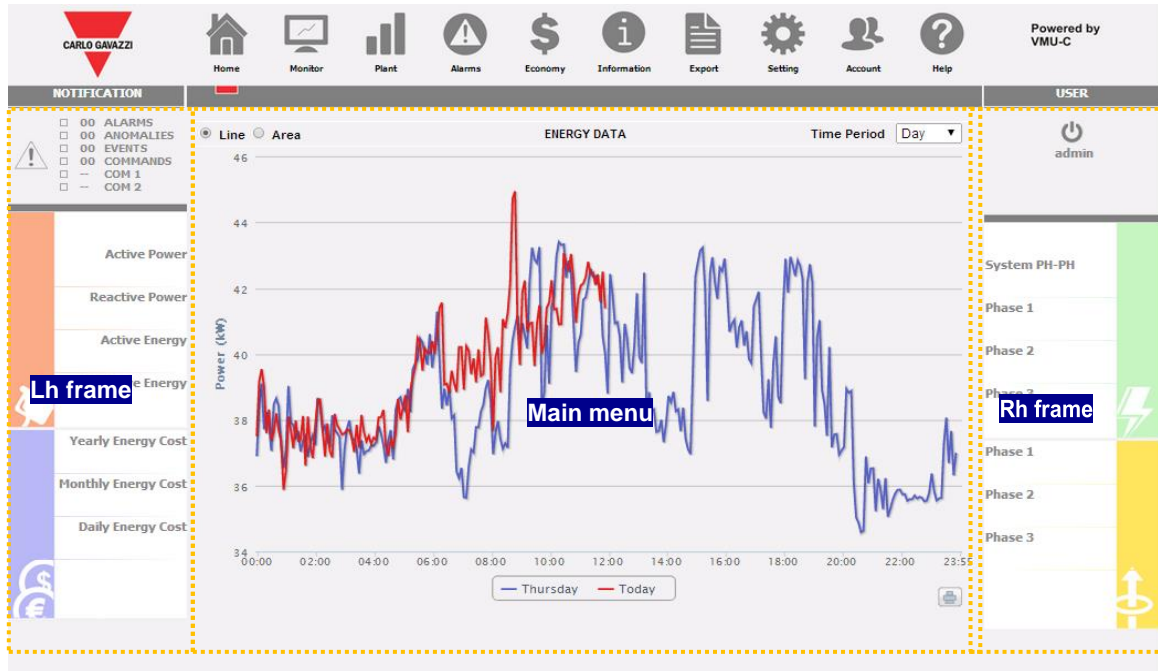 CARLO GAVAZZI
Home
Monitor
Plant
Alarms
Economy
Information
Export
Setting
Account
Help
Powered by
VMU-C
NOTIFICATION
USER
00 ALARMS
00 ANOMALIES
00 EVENTS
00 COMMANDS
-- COM 1
-- COM 2
Line
Area
ENERGY DATA
Time Period
Day
admin
Active Power
Reactive Power
Active Energy
Energy
Lh frame
Yearly Energy Cost
Monthly Energy Cost
Daily Energy Cost
$
€
Power (kW)
46
44
42
40
38
36
34
00:00 02:00 04:00 06:00 08:00 10:00 12:00 14:00 16:00 18:00 20:00 22:00 23:55
Main menu
Thursday
Today
System PH-PH
Phase 1
Phase 2
Rh frame
Phase 1
Phase 2
Phase 3